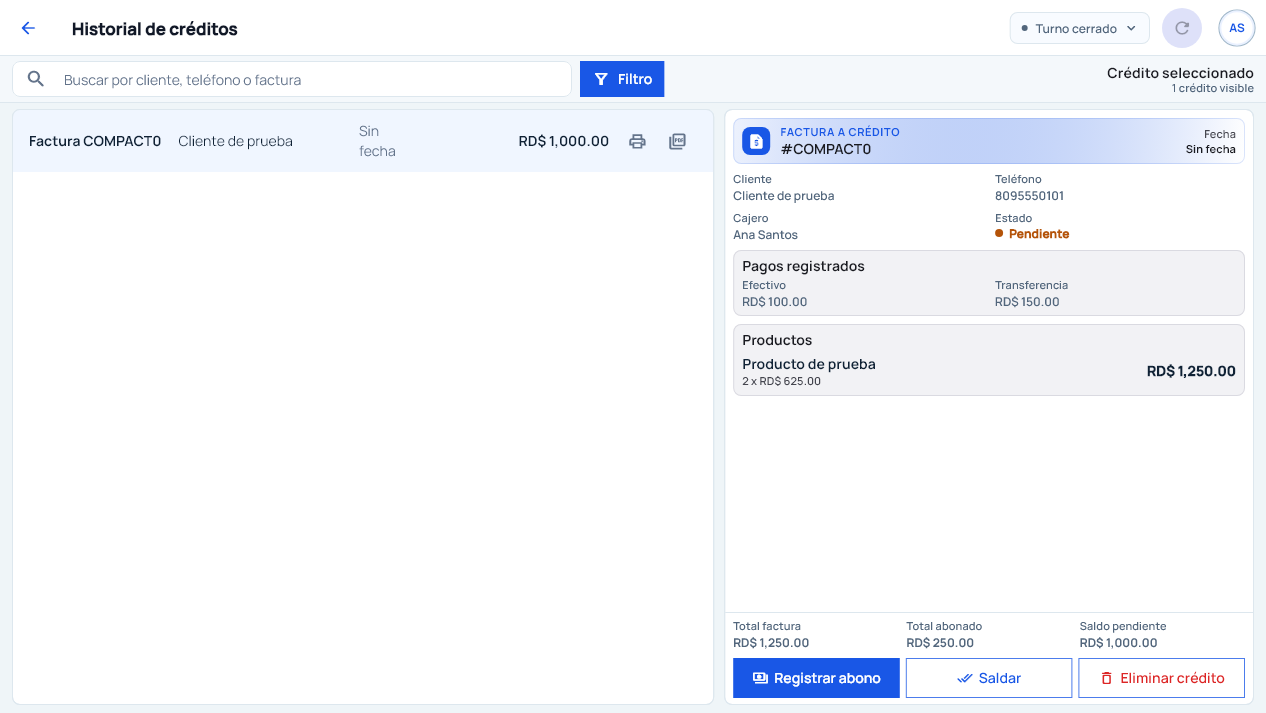 Historial de créditos
Turno cerrado
AS
Buscar por cliente, teléfono o factura
Filtro
Crédito seleccionado
1 crédito visible
Factura COMPACT0
Cliente de prueba
Sin
fecha
RD$ 1,000.00
PDF
FACTURA A CRÉDITO
#COMPACT0
Fecha
Sin fecha
Cliente
Cliente de prueba
Teléfono
8095550101
Cajero
Ana Santos
Estado
Pendiente
Pagos registrados
Efectivo
RD$ 100.00
Transferencia
RD$ 150.00
Productos
Producto de prueba
2 x RD$ 625.00
RD$ 1,250.00
Total factura
RD$ 1,250.00
Total abonado
RD$ 250.00
Saldo pendiente
RD$ 1,000.00
Registrar abono
Saldar
Eliminar crédito